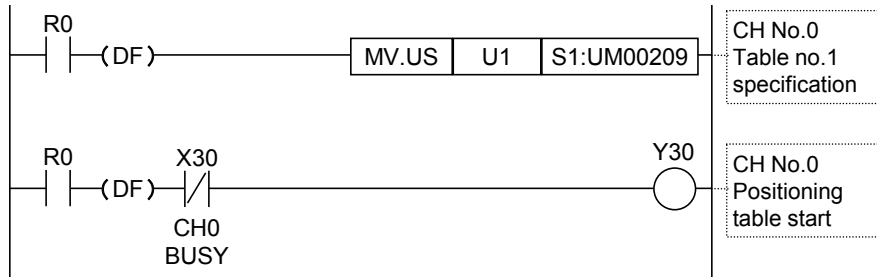 R0
(DF)
MV.US U1 S1:UM00209
CH No.0
Table no.1
specification
R0
(DF)
X30
CH0
BUSY
Y30
CH No.0
Positioning
table start